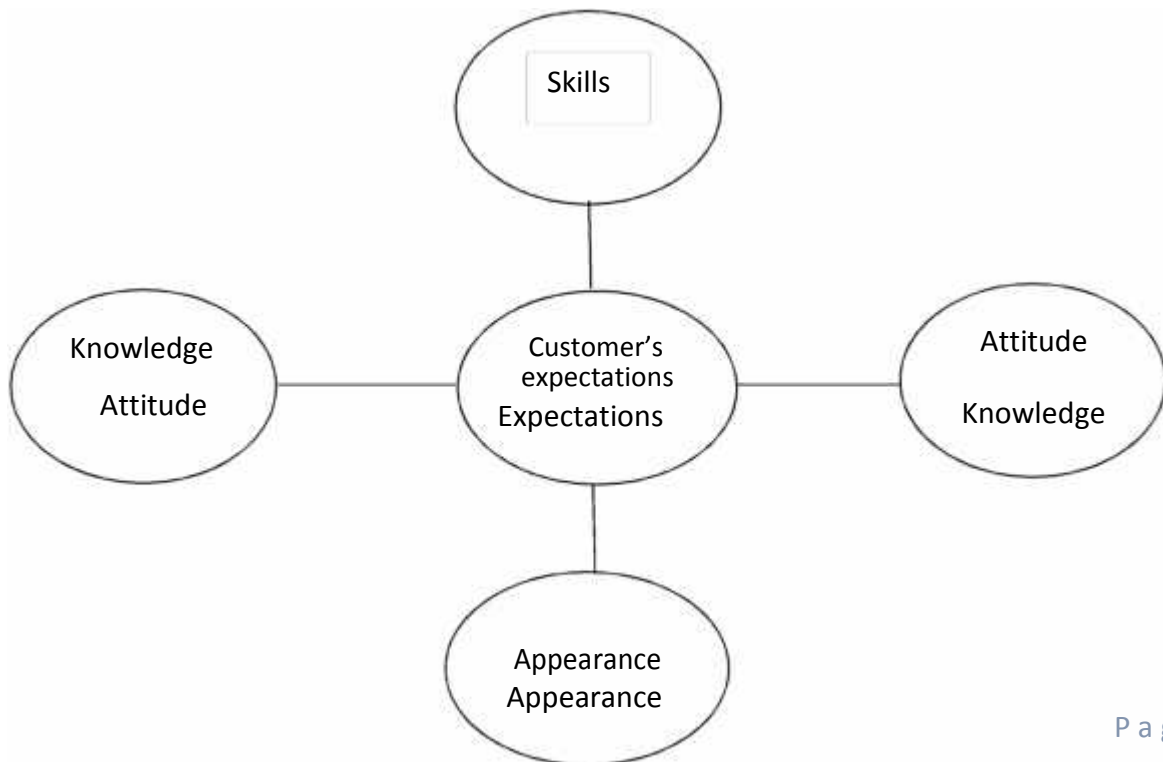 Skills
Knowledge
Attitude
Customer's
expectations
Expectations
Attitude
Knowledge
Appearance
Appearance